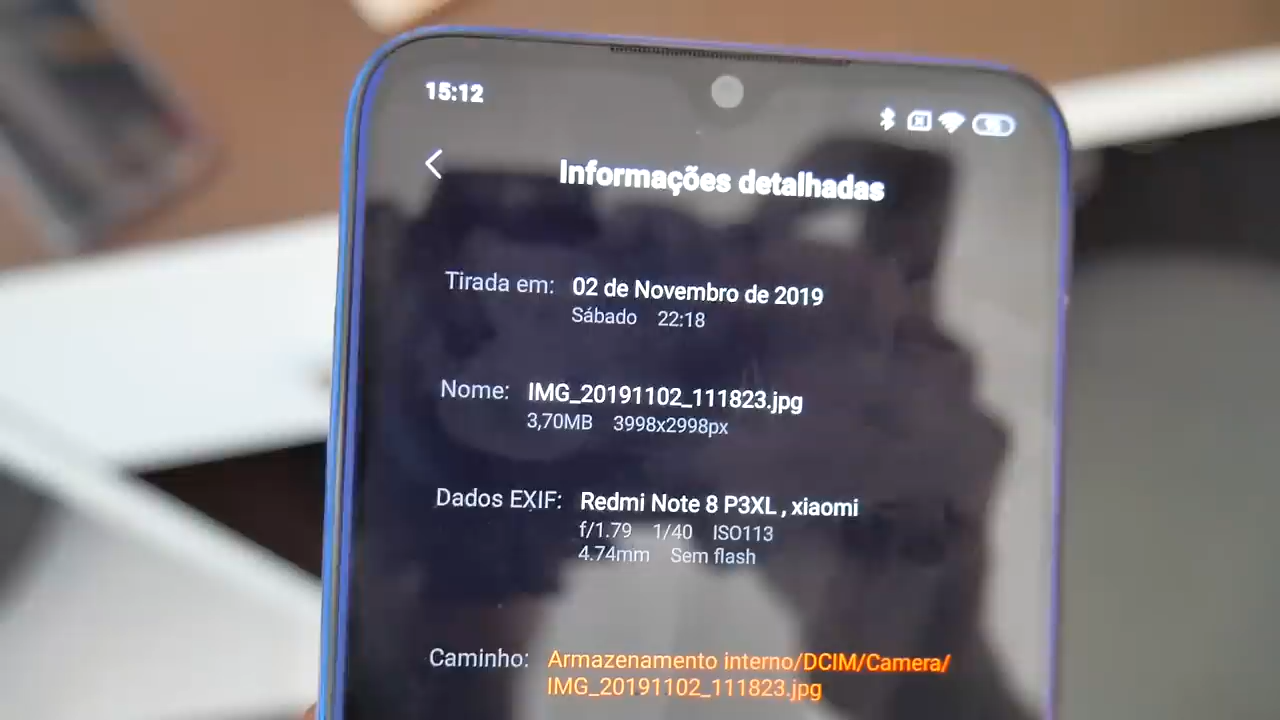 15:12
Informações detalhadas
Tirada em: 02 de Novembro de 2019
Sábado 22:18
Nome: IMG_20191102_111823.jpg
3,70MB 3998x2998px
Dados EXIF: Redmi Note 8 P3XL , xiaomi
f/1.79 1/40 ISO113
4.74mm Sem flash
Caminho: Armazenamento interno/DCIM/Camera/
IMG_20191102_111823.jpg